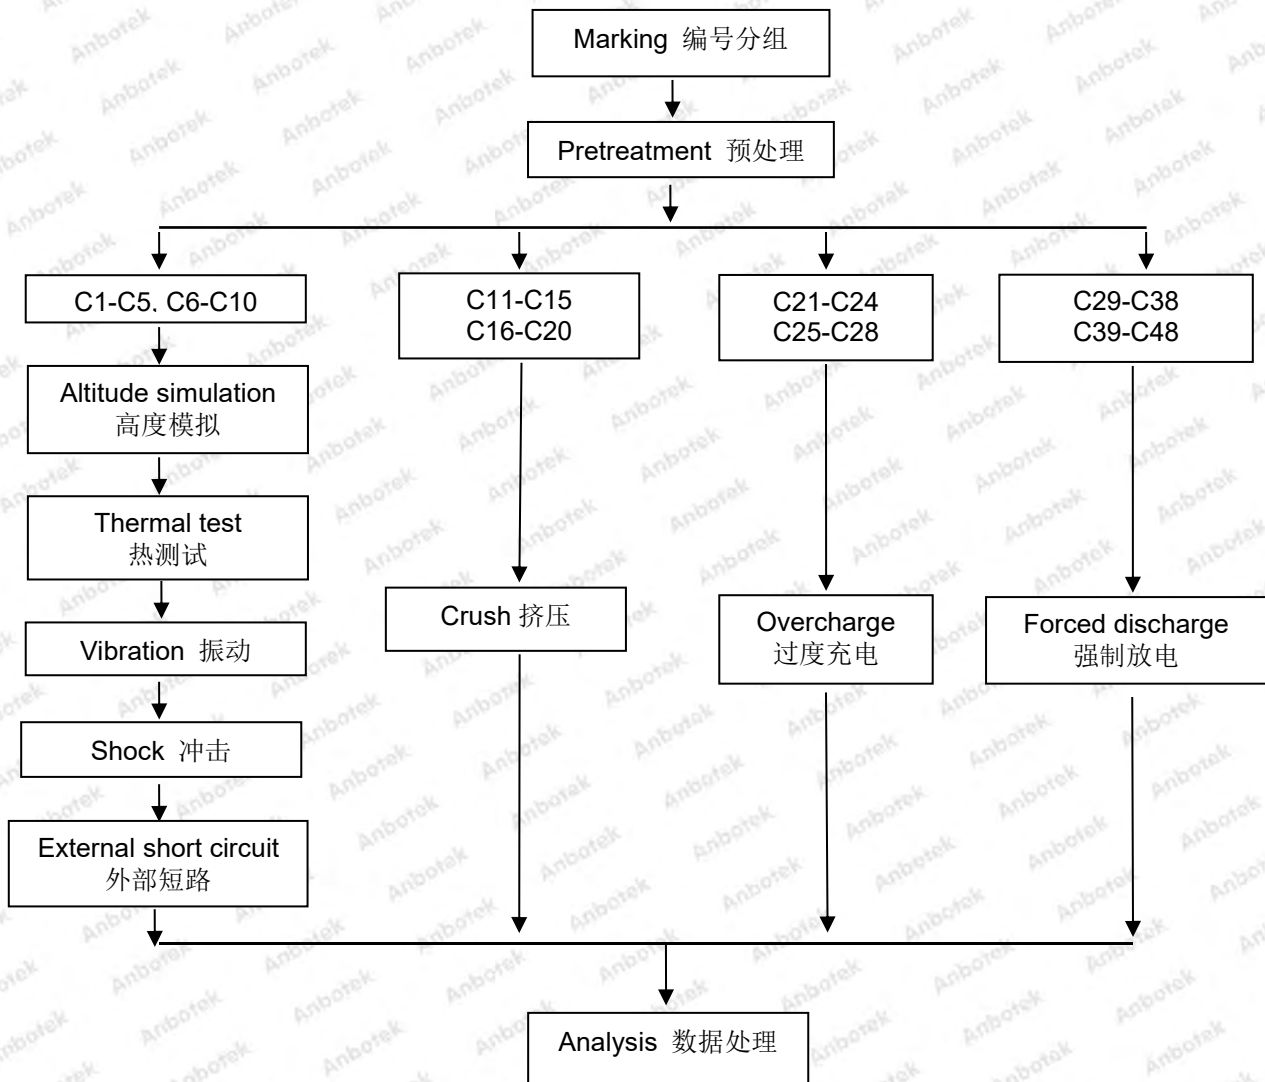 Marking 编号分组
Pretreatment 预处理
C1-C5, C6-C10
C11-C15
C16-C20
C21-C24
C25-C28
C29-C38
C39-C48
Altitude simulation
高度模拟
Thermal test
热测试
Vibration 振动
Shock 冲击
External short circuit
外部短路
Crush 挤压
Overcharge
过度充电
Forced discharge
强制放电
Analysis 数据处理
Anbotek